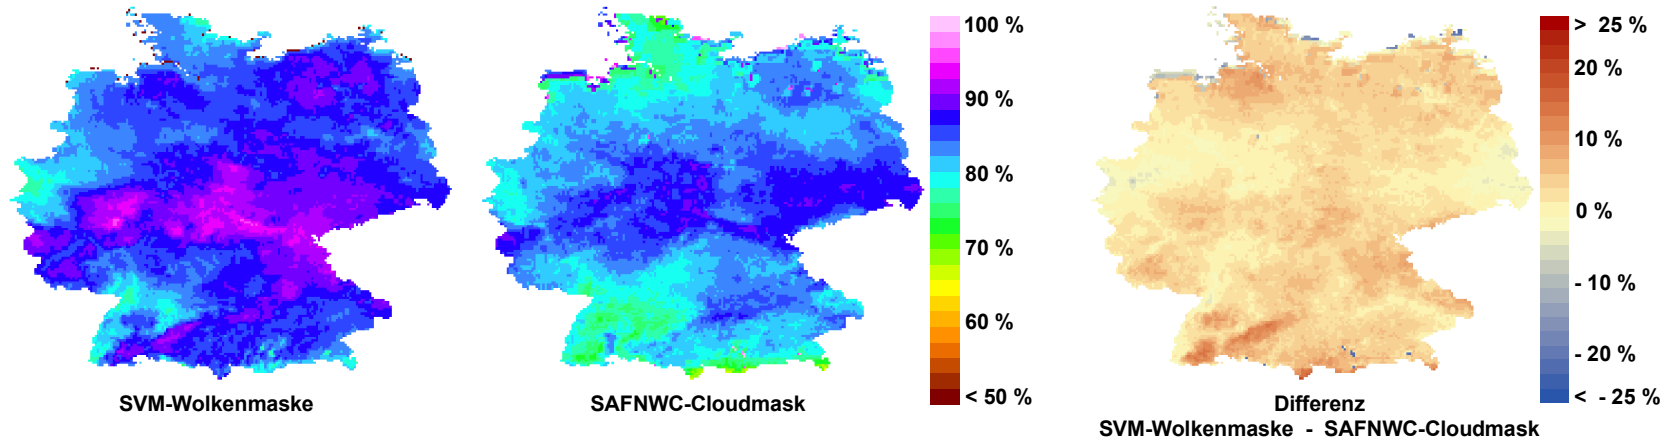 100 %
90 %
80 %
70 %
60 %
< 50 %
> 25 %
20 %
10 %
0 %
- 10 %
- 20 %
< - 25 %
SVM-Wolkenmaske
SAFNWC-Cloudmask
Differenz
SVM-Wolkenmaske - SAFNWC-Cloudmask